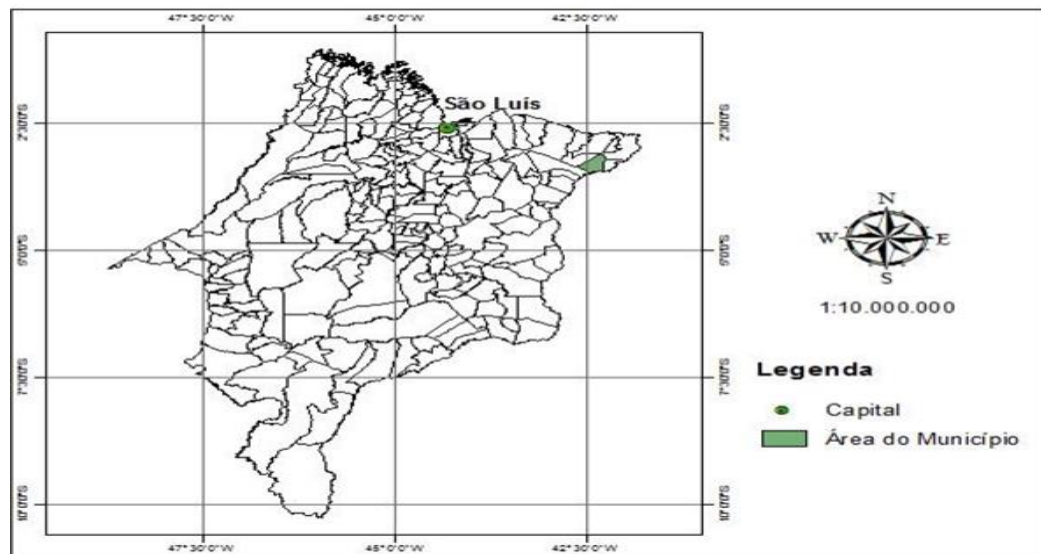 47°30'0"W 45°0'0"W 42°30'0"W
São Luís
2°30'0"S 2°30'0"S
5°0'0"S 5°0'0"S
7°30'0"S 7°30'0"S
10°0'0"S 10°0'0"S
47°30'0"W 45°0'0"W 42°30'0"W
N
W E
S
1:10.000.000
Legenda
Capital
Área do Município